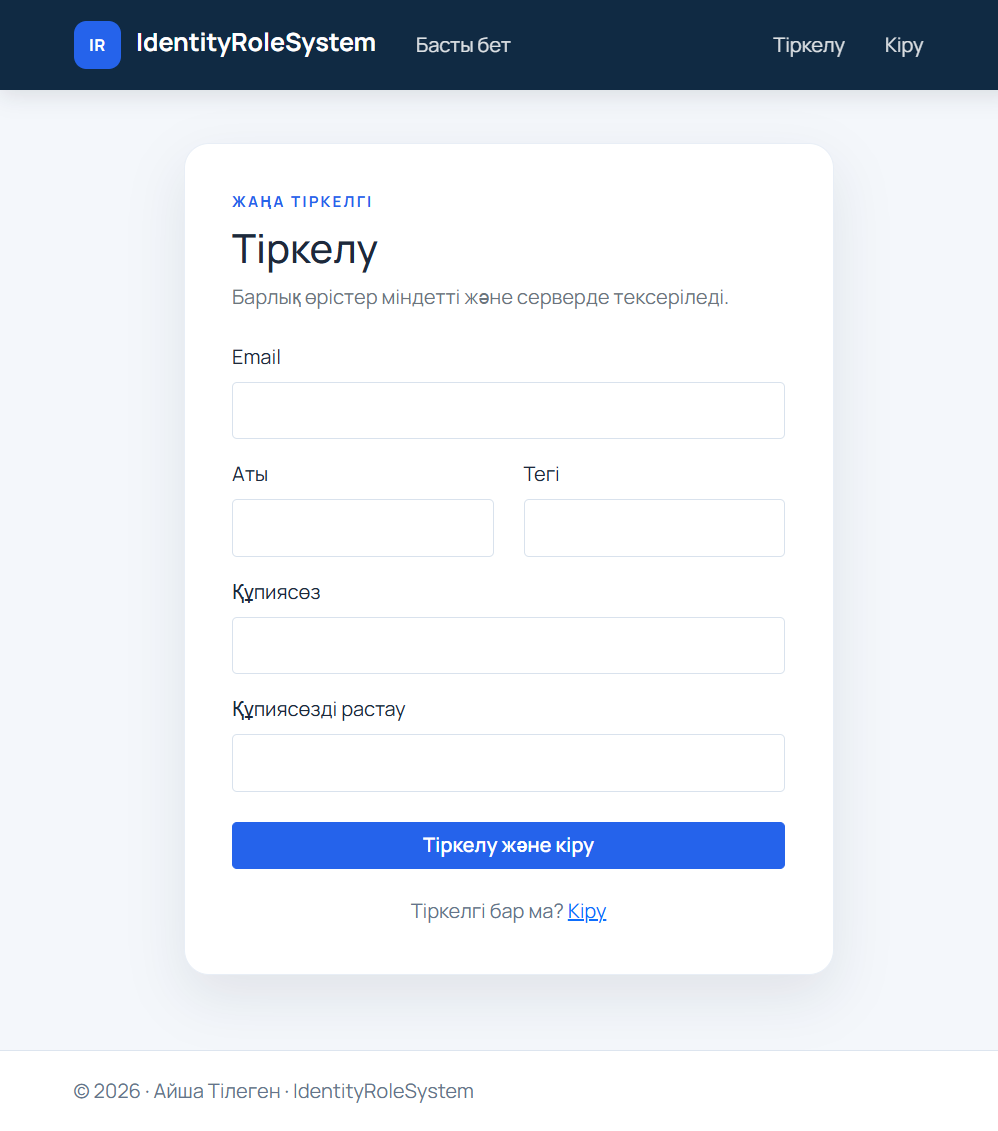 IR IdentityRoleSystem Басты бет Тіркелу Кіру
ЖАҢА ТІРКЕЛГІ
Тіркелу
Барлық өрістер міндетті және серверде тексеріледі.
Email
Аты Тегі
Құпиясөз
Құпиясөзді растау
Тіркелу және кіру
Тіркелгі бар ма? Кіру
© 2026 · Айша Тілеген · IdentityRoleSystem